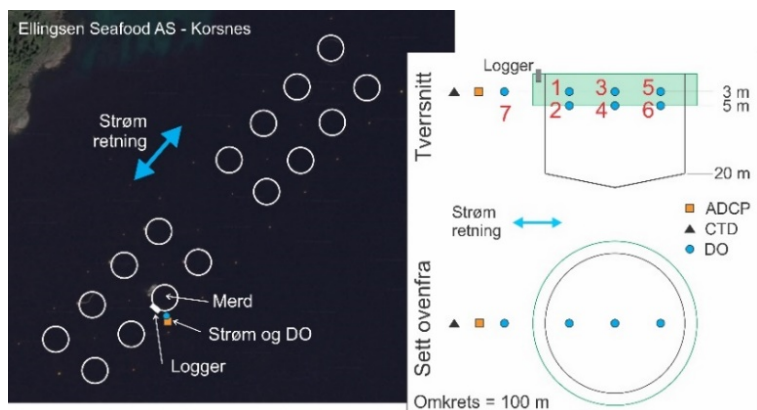 Ellingsen Seafood AS - Korsnes
Strøm
retning
Merd
Strøm og DO
Logger
Tverrsnitt
Logger
1 3 5
3 m
7 2 4 6
5 m
20 m
Strøm
retning
ADCP
CTD
DO
Sett ovenfra
Omkrets = 100 m